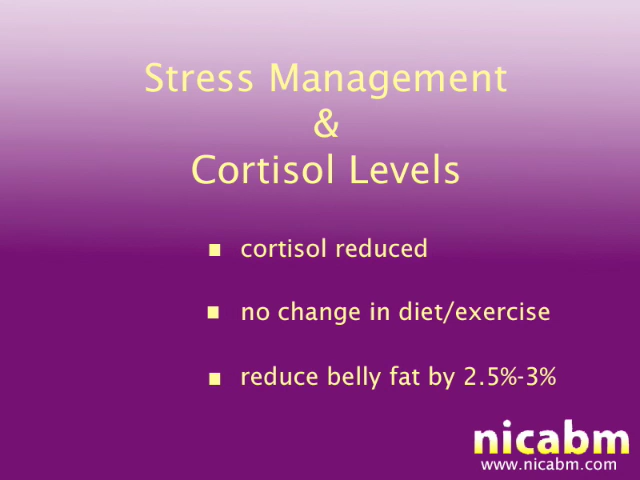 Stress Management
&
Cortisol Levels
cortisol reduced
no change in diet/exercise
reduce belly fat by 2.5%-3%
nicabm
www.nicabm.com